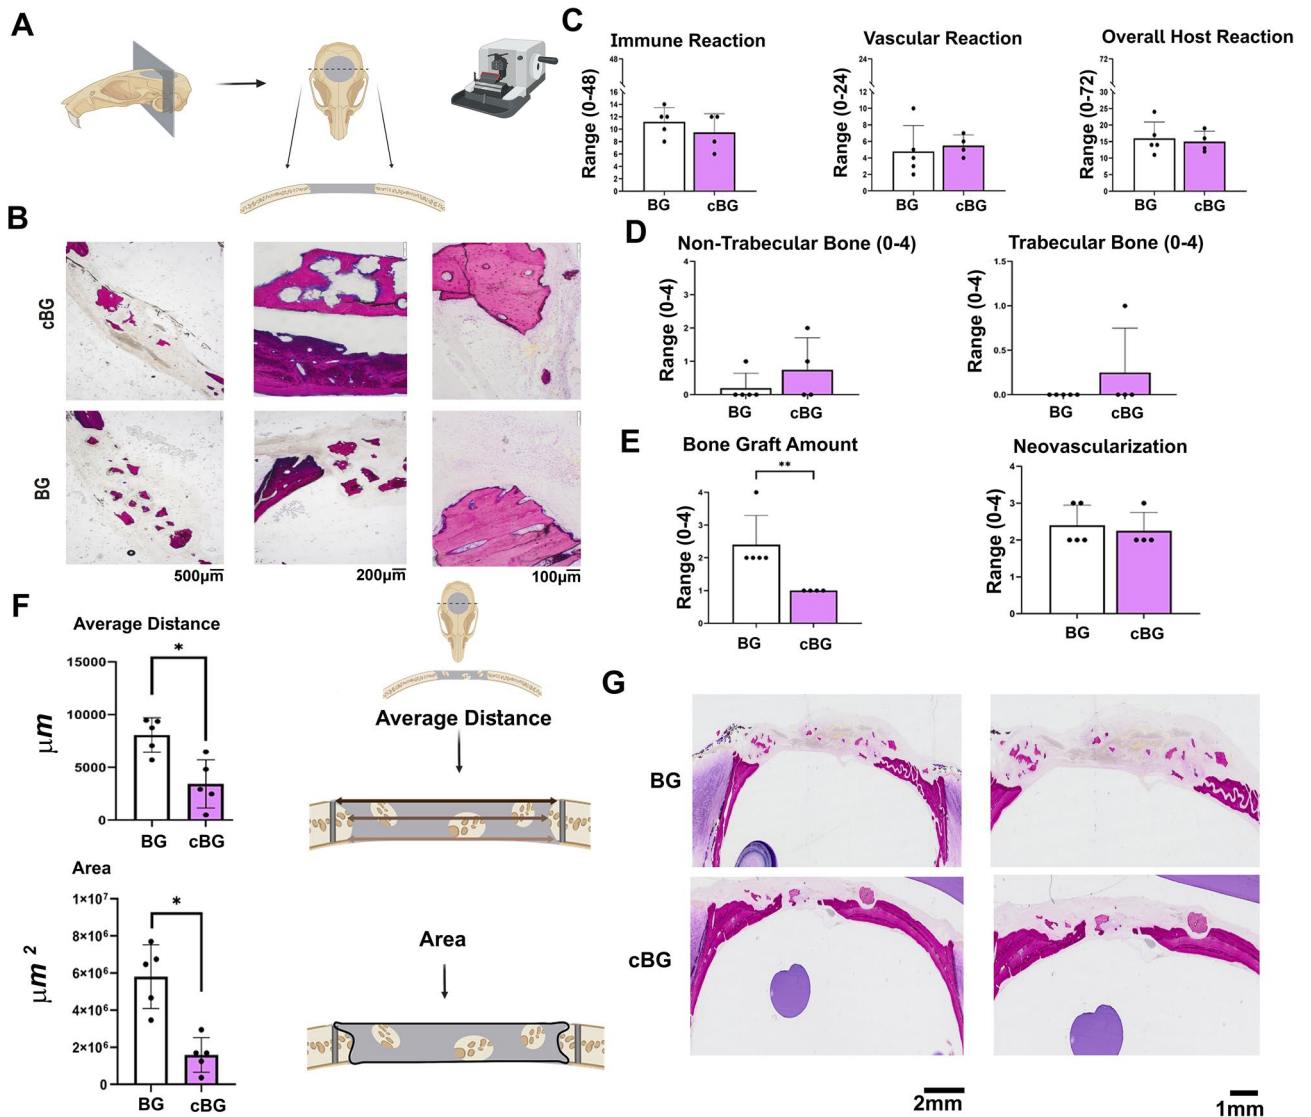 A
B
cBG
BG
500µm
200µm
100µm
C
Immune Reaction
Range (0-48)
48
16
14
12
10
8
6
4
2
0
BG
cBG
Vascular Reaction
Range (0-24)
24
12
10
8
6
4
2
0
BG
cBG
Overall Host Reaction
Range (0-72)
72
30
25
20
15
10
5
0
BG
cBG
D
Non-Trabecular Bone (0-4)
Range (0-4)
4
3
2
1
0
BG
cBG
Trabecular Bone (0-4)
Range (0-4)
1.5
1.0
0.5
0.0
BG
cBG
E
Bone Graft Amount
**
Range (0-4)
4
3
2
1
0
BG
cBG
Neovascularization
Range (0-4)
4
3
2
1
0
BG
cBG
F
Average Distance
*
µm
15000
10000
5000
0
BG
cBG
Area
*
µm²
1×10⁷
8×10⁶
6×10⁶
4×10⁶
2×10⁶
0
BG
cBG
Average Distance
Area
G
BG
cBG
2mm
1mm